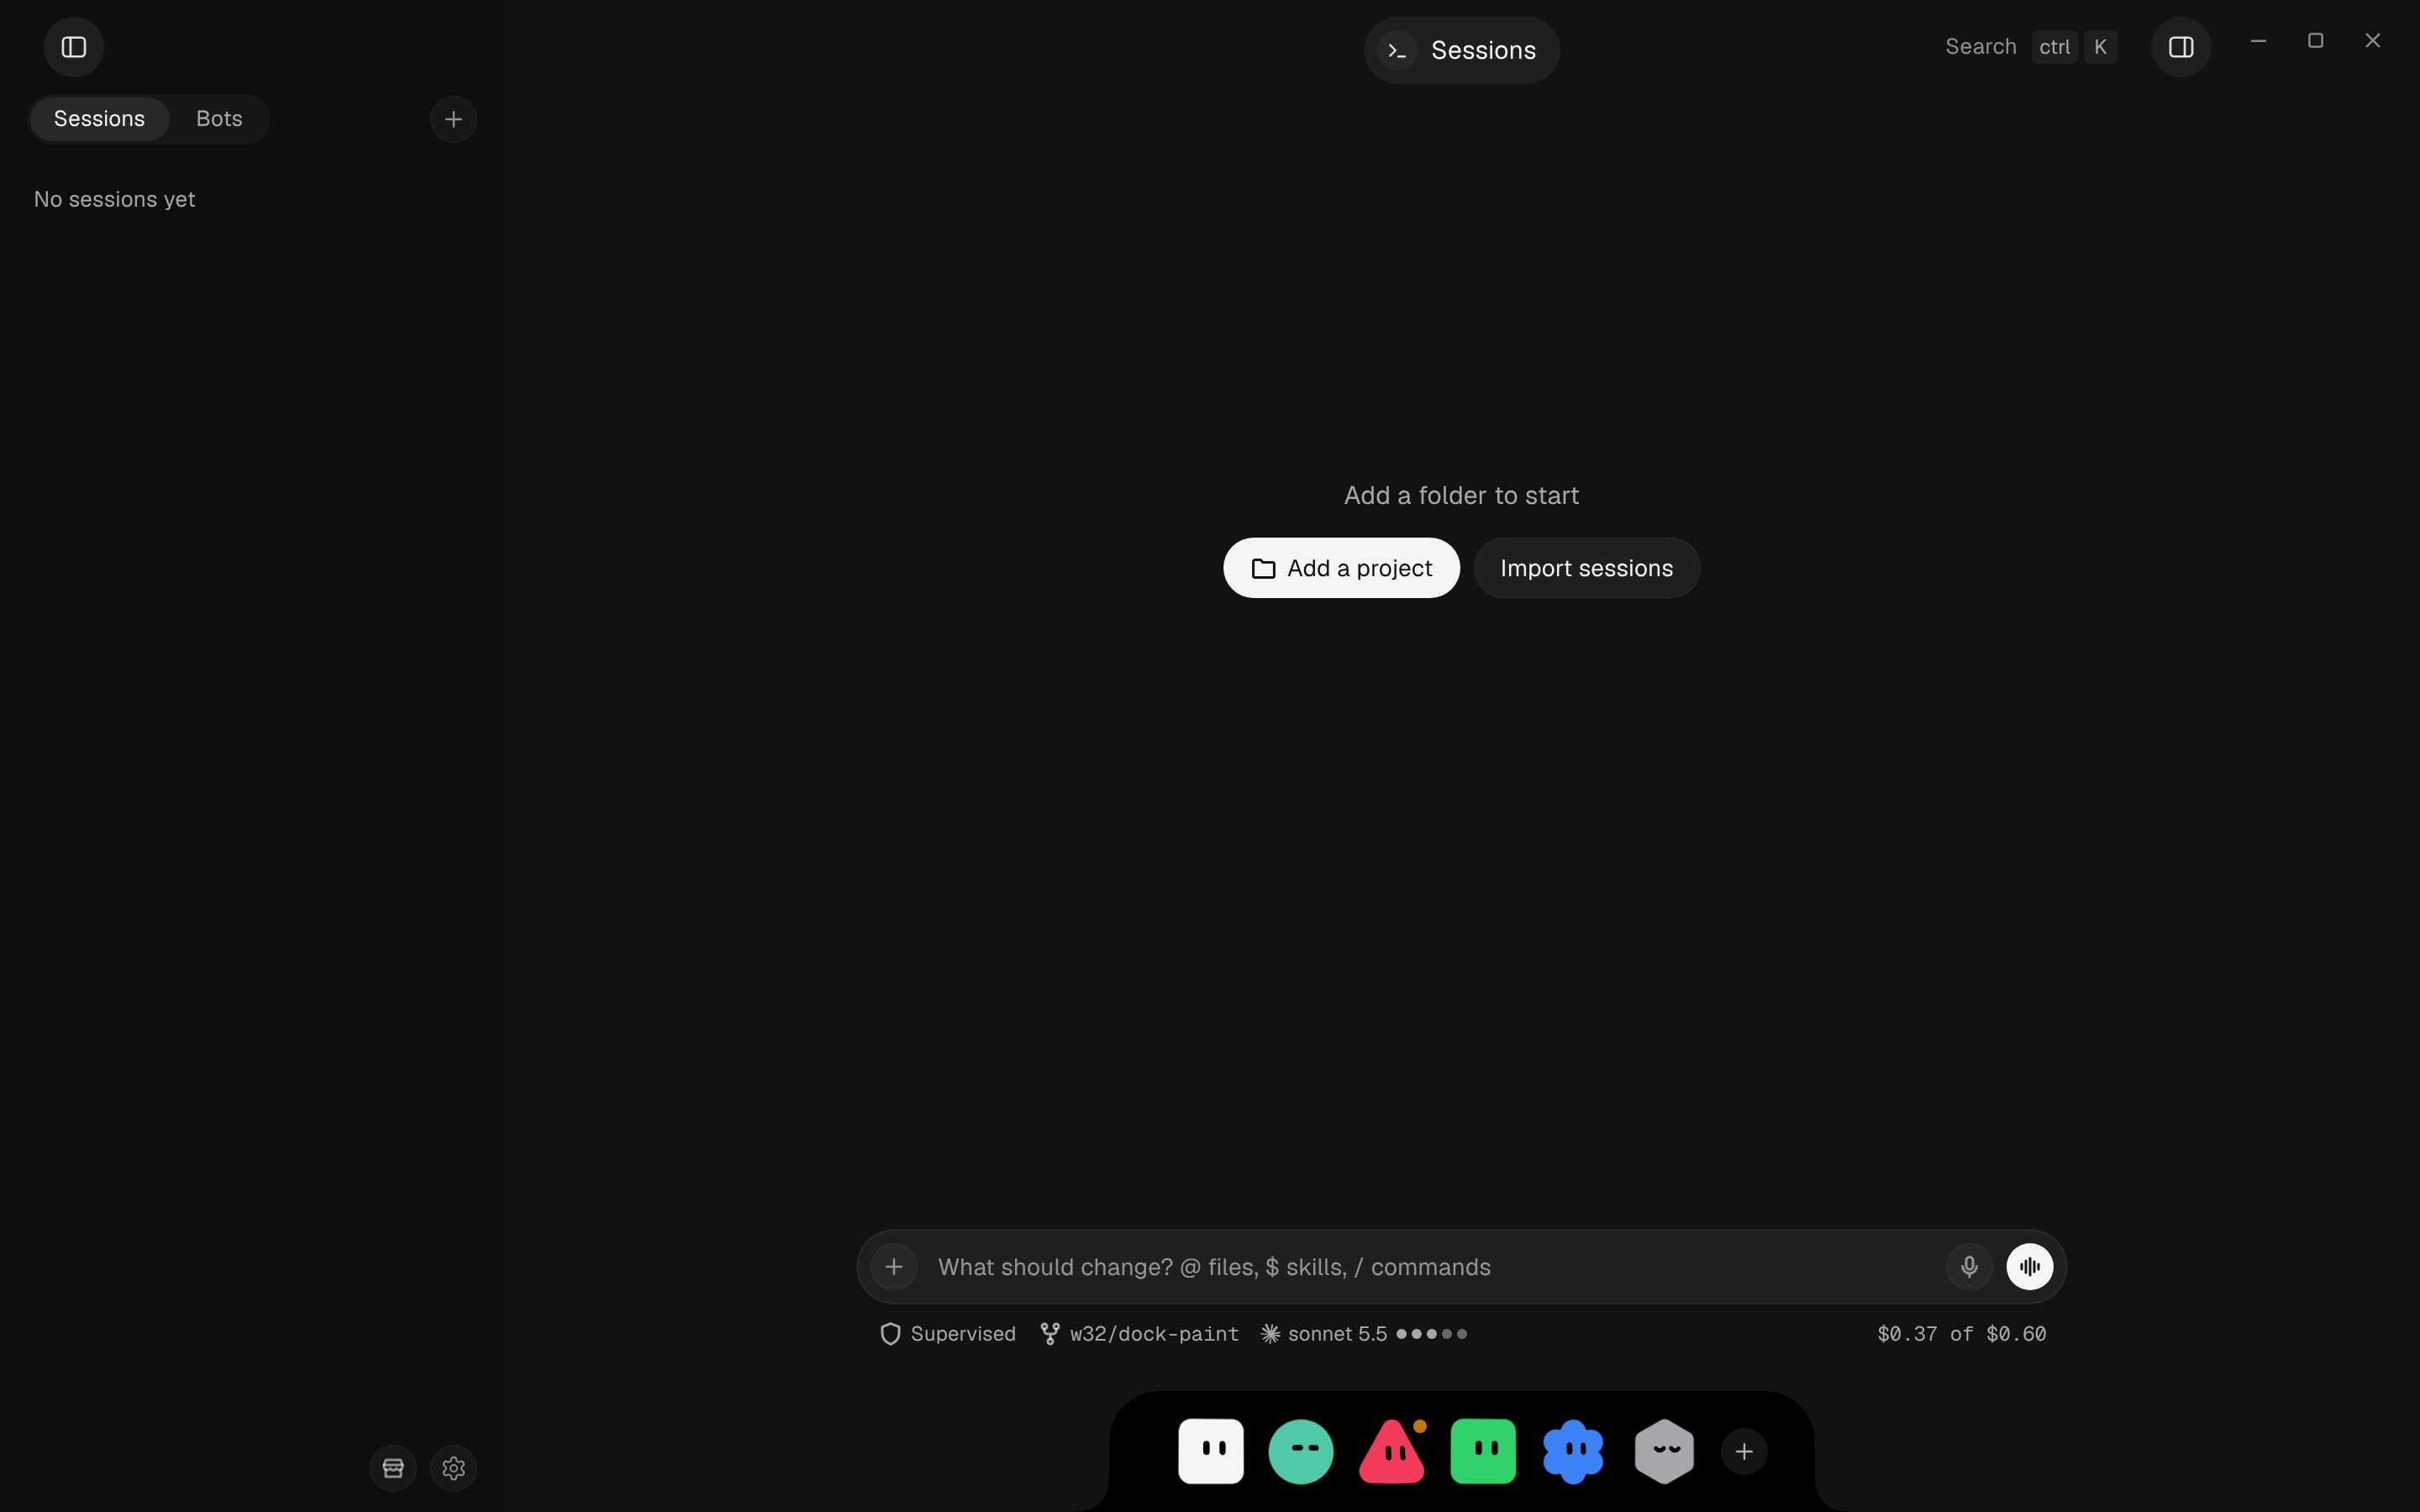 Sessions
Search ctrl K
Sessions Bots
No sessions yet
Add a folder to start
Add a project Import sessions
What should change? @ files, $ skills, / commands
Supervised w32/dock-paint sonnet 5.5 $0.37 of $0.60